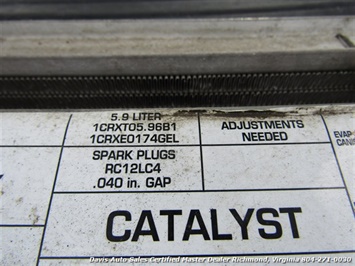 5.9 LITER
1CRXT05.96B1
1CRXE0174GEL
ADJUSTMENTS
NEEDED
EVAP
CANI
SPARK PLUGS
RC12LC4
.040 in. GAP
CATALYST
Davis Auto Sales Certified Master Dealer Richmond, Virginia 804-271-0020